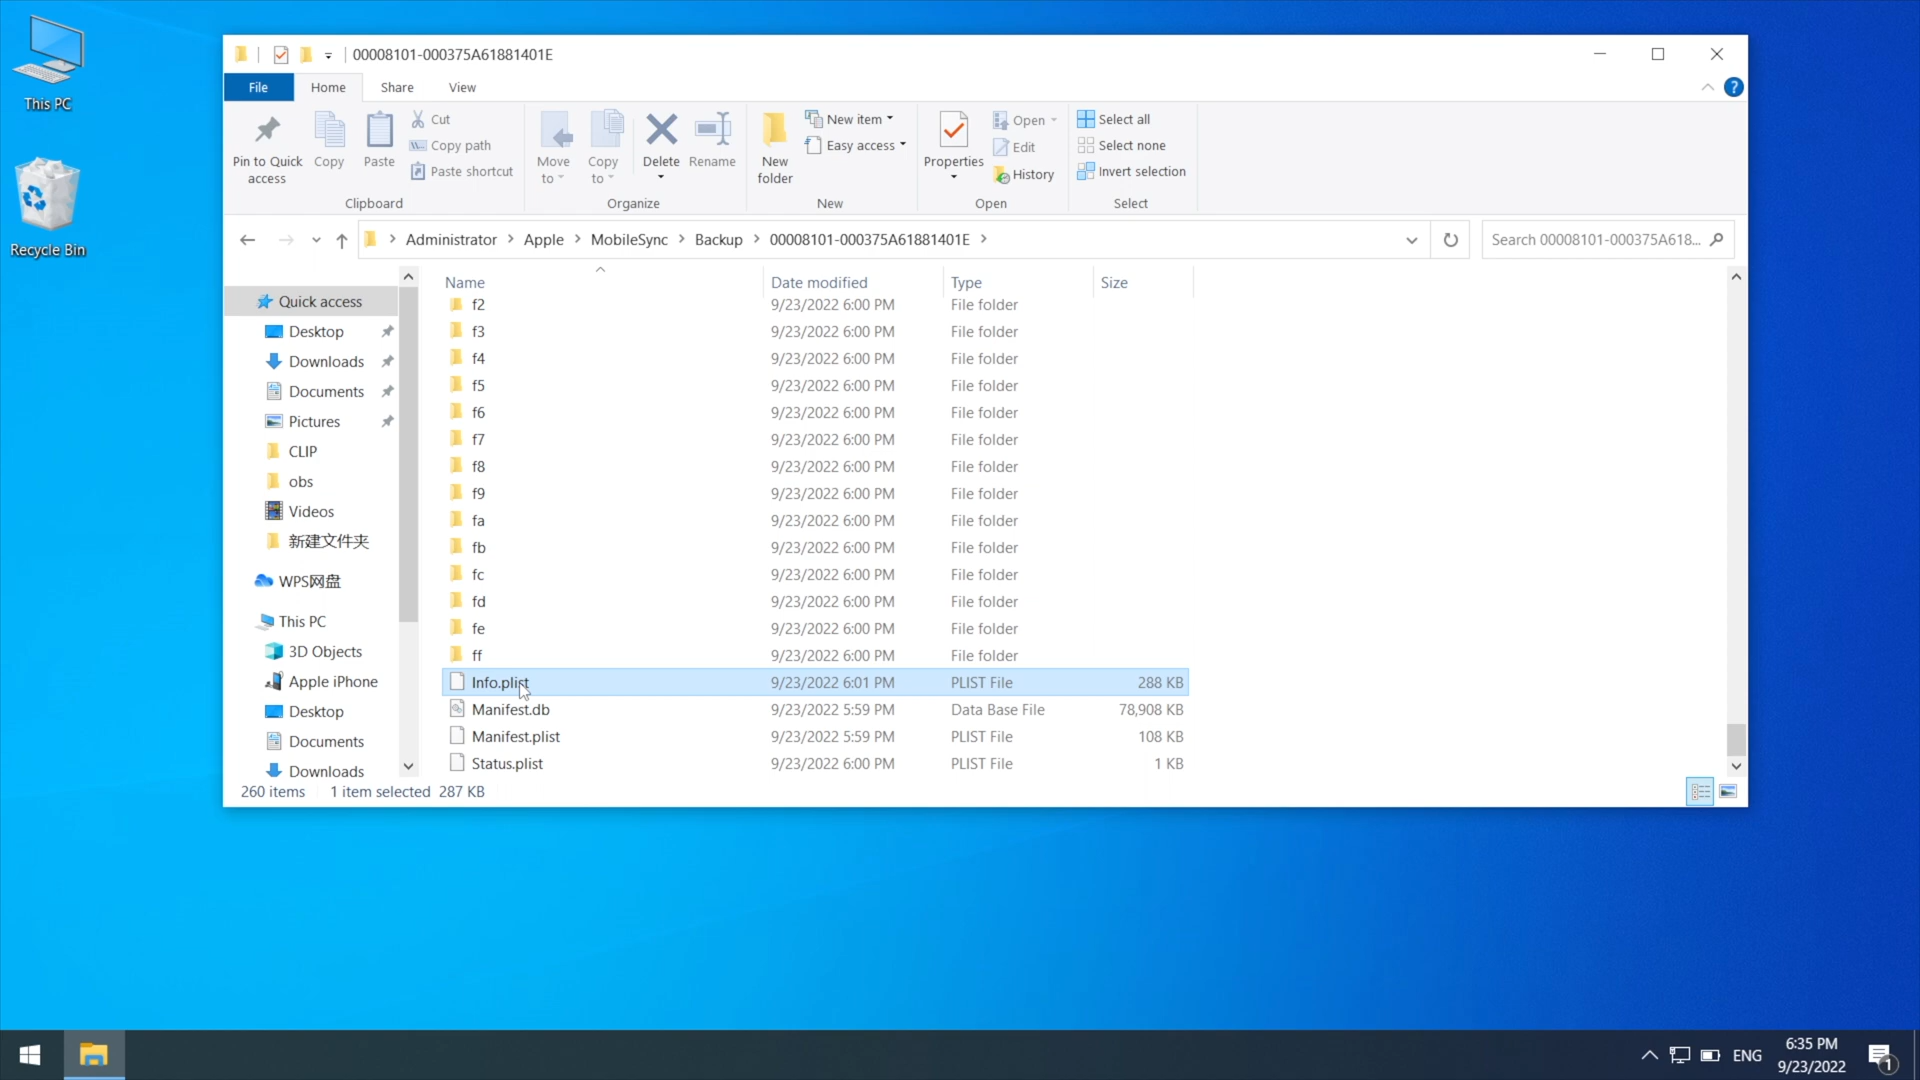 This PC
Recycle Bin
00008101-000375A61881401E
File
Home
Share
View
Pin to Quick
access
Copy
Paste
Cut
Copy path
Paste shortcut
Clipboard
Move
to
Copy
to
Delete
Rename
Organize
New
folder
New item
Easy access
New
Properties
Open
Edit
History
Open
Select all
Select none
Invert selection
Select
Administrator
Apple
MobileSync
Backup
00008101-000375A61881401E
Search 00008101-000375A618...
Quick access
Desktop
Downloads
Documents
Pictures
CLIP
obs
Videos
新建文件夹
WPS网盘
This PC
3D Objects
Apple iPhone
Desktop
Documents
Downloads
Name Date modified Type Size
f2 9/23/2022 6:00 PM File folder
f3 9/23/2022 6:00 PM File folder
f4 9/23/2022 6:00 PM File folder
f5 9/23/2022 6:00 PM File folder
f6 9/23/2022 6:00 PM File folder
f7 9/23/2022 6:00 PM File folder
f8 9/23/2022 6:00 PM File folder
f9 9/23/2022 6:00 PM File folder
fa 9/23/2022 6:00 PM File folder
fb 9/23/2022 6:00 PM File folder
fc 9/23/2022 6:00 PM File folder
fd 9/23/2022 6:00 PM File folder
fe 9/23/2022 6:00 PM File folder
ff 9/23/2022 6:00 PM File folder
Info.plist 9/23/2022 6:01 PM PLIST File 288 KB
Manifest.db 9/23/2022 5:59 PM Data Base File 78,908 KB
Manifest.plist 9/23/2022 5:59 PM PLIST File 108 KB
Status.plist 9/23/2022 6:00 PM PLIST File 1 KB
260 items 1 item selected 287 KB
ENG
6:35 PM
9/23/2022
1